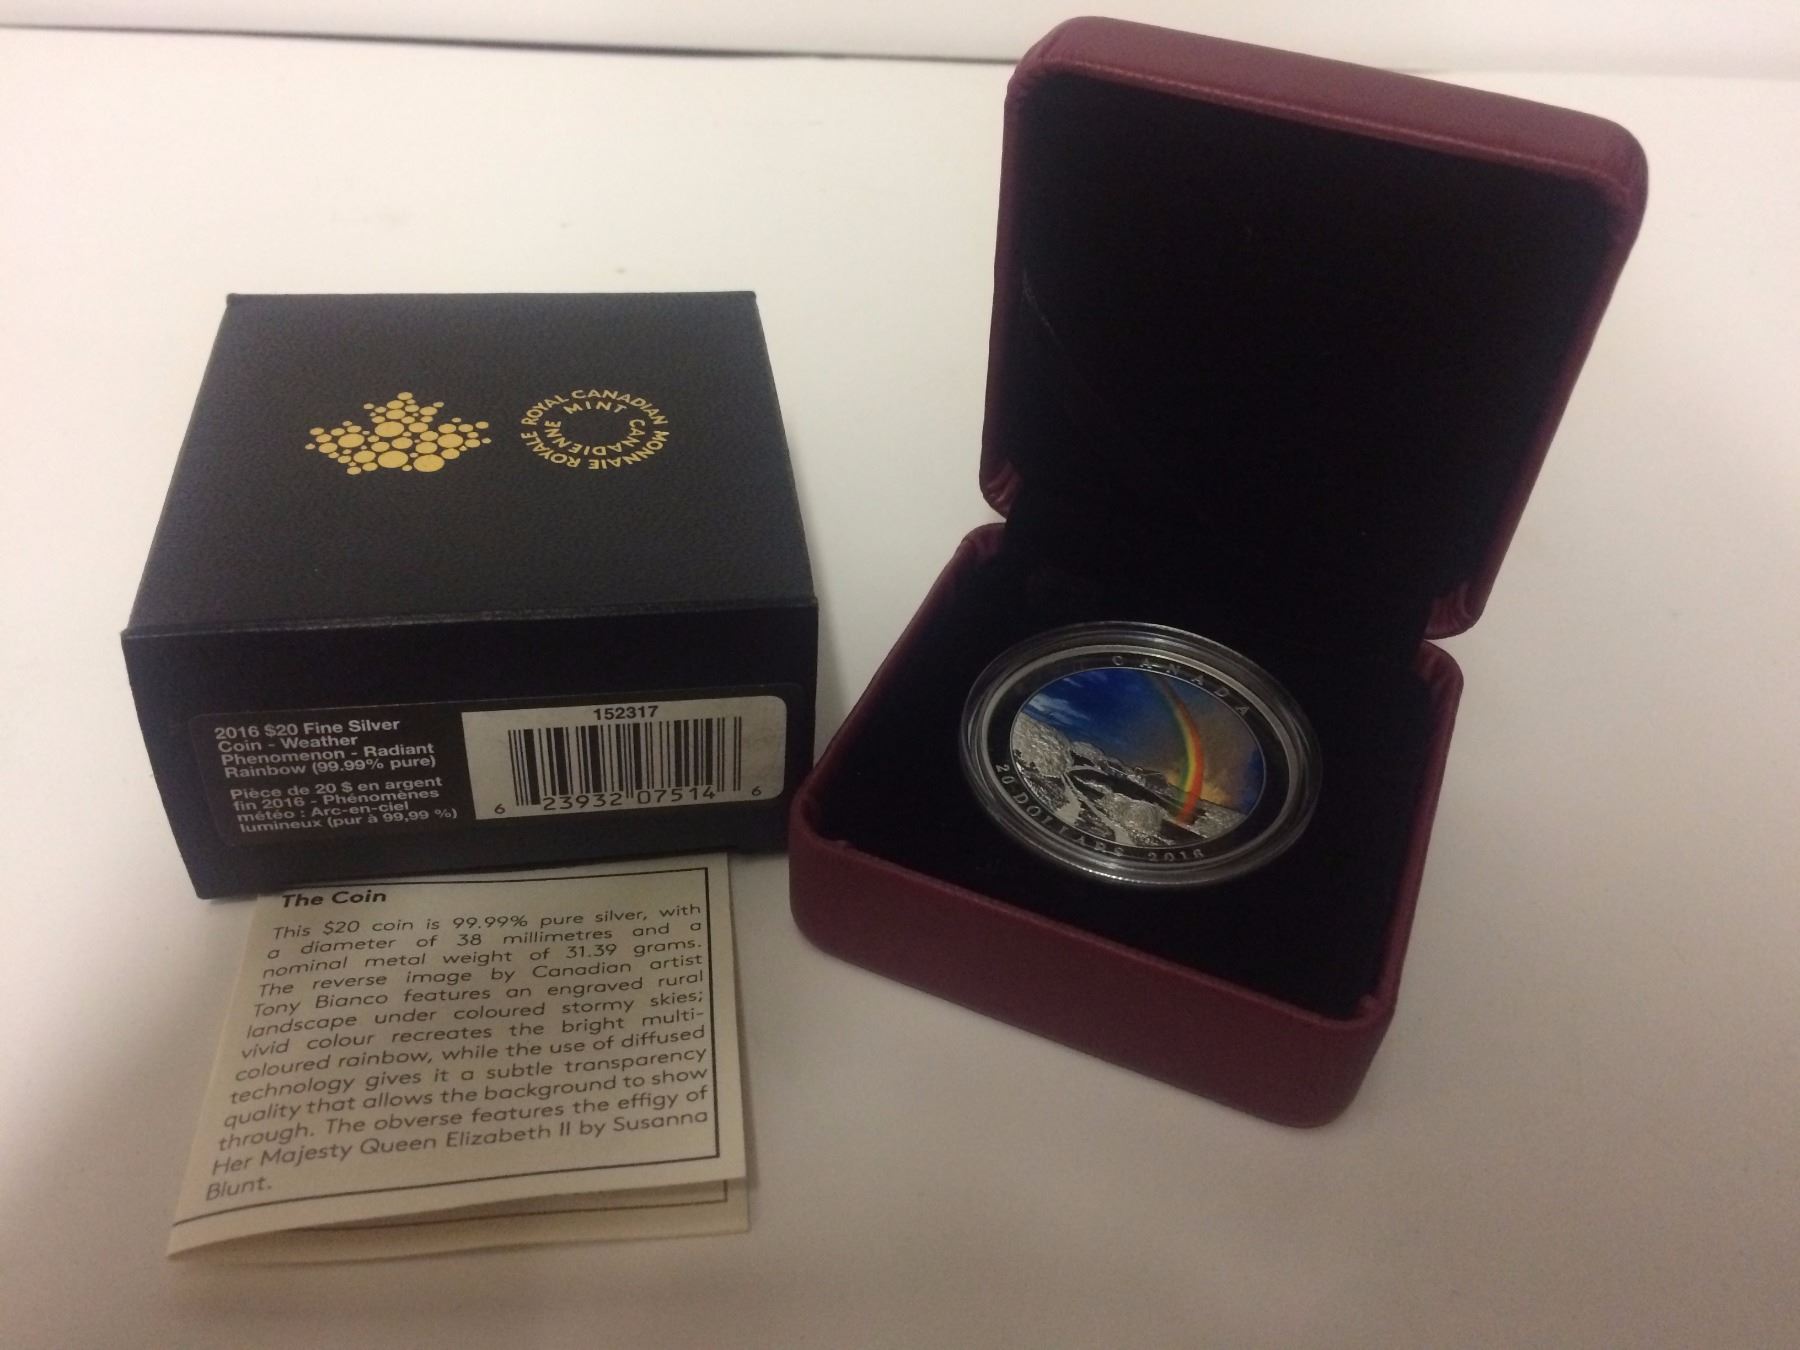 ROYAL CANADIAN MINT
MONNAIE ROYALE CANADIENNE
2016 $20 Fine Silver
Coin - Weather
Phenomenon - Radiant
Rainbow (99.99% pure)
Pièce de 20 $ en argent
fin 2016 - Phénomènes
météo : Arc-en-ciel
lumineux (pur à 99,99 %)
152317
6 23932 07514 6
The Coin
This $20 coin is 99.99% pure silver, with
a diameter of 38 millimetres and a
nominal metal weight of 31.39 grams.
The reverse image by Canadian artist
Tony Bianco features an engraved rural
landscape under coloured stormy skies;
vivid colour recreates the bright multi-
coloured rainbow, while the use of diffused
technology gives it a subtle transparency
quality that allows the background to show
through. The obverse features the effigy of
Her Majesty Queen Elizabeth II by Susanna
Blunt.
CANADA
20 DOLLARS 2016